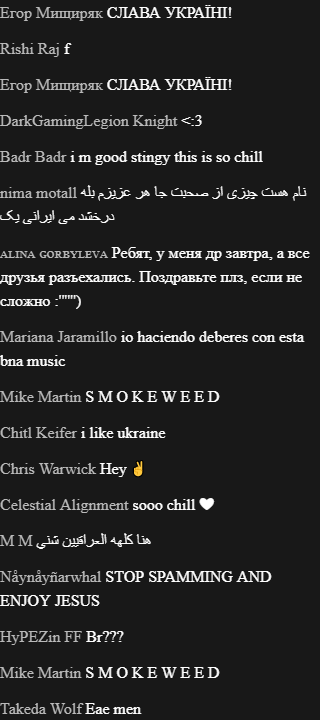 Егор Мищиряк СЛАВА УКРАЇНІ!
Rishi Raj f
Егор Мищиряк СЛАВА УКРАЇНІ!
DarkGamingLegion Knight <:3
Badr Badr i m good stingy this is so chill
nima motall نام هست چیزی از صحبت جا هر عزیزم بله
درخشد می ایرانی یک
ALINA GORBYLEVA Ребят, у меня др завтра, а все
друзья разъехались. Поздравьте плз, если не
сложно :'"'"')
Mariana Jaramillo io haciendo deberes con esta
bna music
Mike Martin S M O K E W E E D
Chitl Keifer i like ukraine
Chris Warwick Hey ✌
Celestial Alignment sooo chill 🤍
M M هنا كلهه العراقيين شني
Nåynåyñarwhal STOP SPAMMING AND
ENJOY JESUS
HyPEZin FF Br???
Mike Martin S M O K E W E E D
Takeda Wolf Eae men